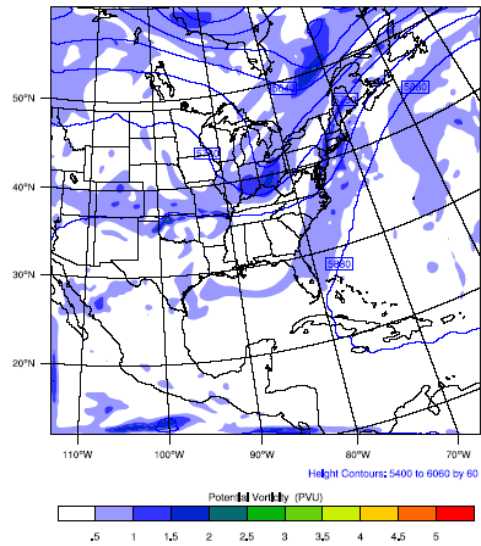 50°N
40°N
30°N
20°N
5880
5880
110°W
100°W
90°W
80°W
70°W
Height Contours: 5400 to 6060 by 60
Potential Vorticity (PVU)
.5 1 1.5 2 2.5 3 3.5 4 4.5 5